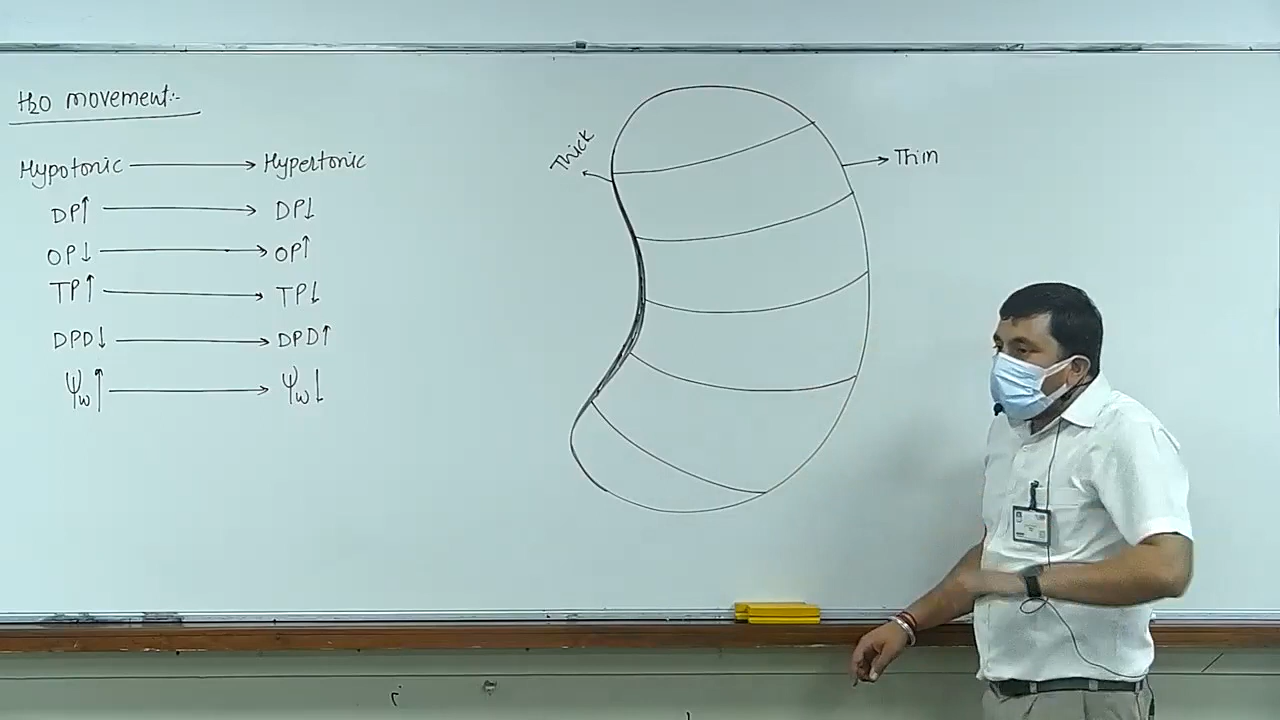 H2O movement:-
Hypotonic → Hypertonic
DP↑ → DP↓
OP↓ → OP↑
TP↑ → TP↓
DPD↓ → DPD↑
Ψw↑ → Ψw↓
Thick
Thin